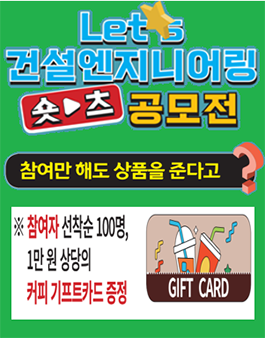 Let's
건설엔지니어링
숏츠 공모전
참여만 해도 상품을 준다고?
※ 참여자 선착순 100명,
1만 원 상당의
커피 기프트카드 증정
GIFT CARD